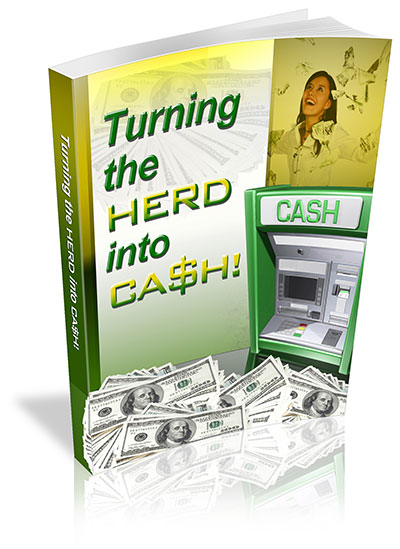 Turning
the
HERD
into
CA$H!
CASH
Turning the HERD into CA$H!